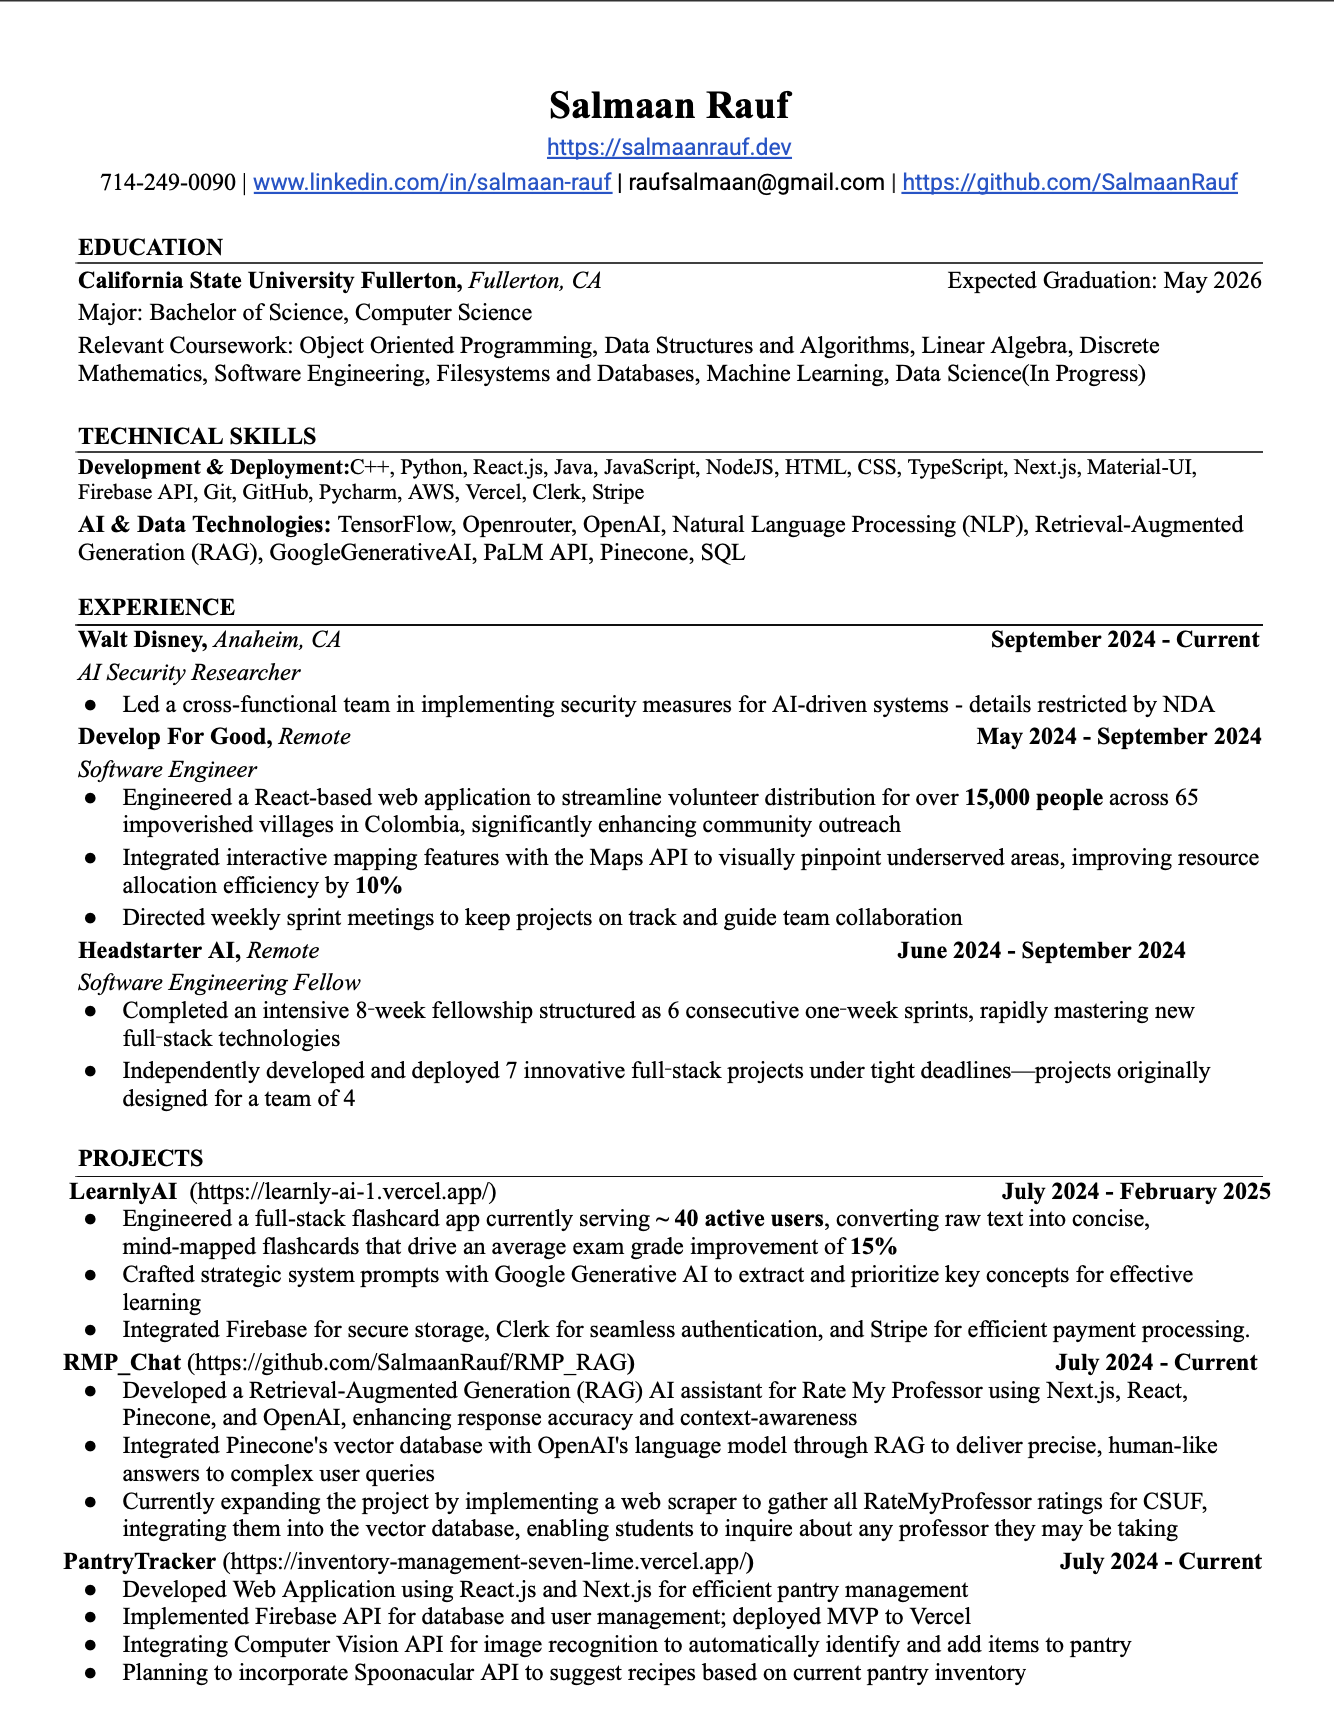 Salmaan Rauf
https://salmaanrauf.dev
714-249-0090 | www.linkedin.com/in/salmaan-rauf | raufsalmaan@gmail.com | https://github.com/SalmaanRauf
EDUCATION
California State University Fullerton, Fullerton, CA Expected Graduation: May 2026
Major: Bachelor of Science, Computer Science
Relevant Coursework: Object Oriented Programming, Data Structures and Algorithms, Linear Algebra, Discrete
Mathematics, Software Engineering, Filesystems and Databases, Machine Learning, Data Science(In Progress)
TECHNICAL SKILLS
Development & Deployment:C++, Python, React.js, Java, JavaScript, NodeJS, HTML, CSS, TypeScript, Next.js, Material-UI,
Firebase API, Git, GitHub, Pycharm, AWS, Vercel, Clerk, Stripe
AI & Data Technologies: TensorFlow, Openrouter, OpenAI, Natural Language Processing (NLP), Retrieval-Augmented
Generation (RAG), GoogleGenerativeAI, PaLM API, Pinecone, SQL
EXPERIENCE
Walt Disney, Anaheim, CA September 2024 - Current
AI Security Researcher
● Led a cross-functional team in implementing security measures for AI-driven systems - details restricted by NDA
Develop For Good, Remote May 2024 - September 2024
Software Engineer
● Engineered a React-based web application to streamline volunteer distribution for over 15,000 people across 65
impoverished villages in Colombia, significantly enhancing community outreach
● Integrated interactive mapping features with the Maps API to visually pinpoint underserved areas, improving resource
allocation efficiency by 10%
● Directed weekly sprint meetings to keep projects on track and guide team collaboration
Headstarter AI, Remote June 2024 - September 2024
Software Engineering Fellow
● Completed an intensive 8-week fellowship structured as 6 consecutive one-week sprints, rapidly mastering new
full-stack technologies
● Independently developed and deployed 7 innovative full-stack projects under tight deadlines—projects originally
designed for a team of 4
PROJECTS
LearnlyAI (https://learnly-ai-1.vercel.app/) July 2024 - February 2025
● Engineered a full-stack flashcard app currently serving ~ 40 active users, converting raw text into concise,
mind-mapped flashcards that drive an average exam grade improvement of 15%
● Crafted strategic system prompts with Google Generative AI to extract and prioritize key concepts for effective
learning
● Integrated Firebase for secure storage, Clerk for seamless authentication, and Stripe for efficient payment processing.
RMP_Chat (https://github.com/SalmaanRauf/RMP_RAG) July 2024 - Current
● Developed a Retrieval-Augmented Generation (RAG) AI assistant for Rate My Professor using Next.js, React,
Pinecone, and OpenAI, enhancing response accuracy and context-awareness
● Integrated Pinecone's vector database with OpenAI's language model through RAG to deliver precise, human-like
answers to complex user queries
● Currently expanding the project by implementing a web scraper to gather all RateMyProfessor ratings for CSUF,
integrating them into the vector database, enabling students to inquire about any professor they may be taking
PantryTracker (https://inventory-management-seven-lime.vercel.app/) July 2024 - Current
● Developed Web Application using React.js and Next.js for efficient pantry management
● Implemented Firebase API for database and user management; deployed MVP to Vercel
● Integrating Computer Vision API for image recognition to automatically identify and add items to pantry
● Planning to incorporate Spoonacular API to suggest recipes based on current pantry inventory